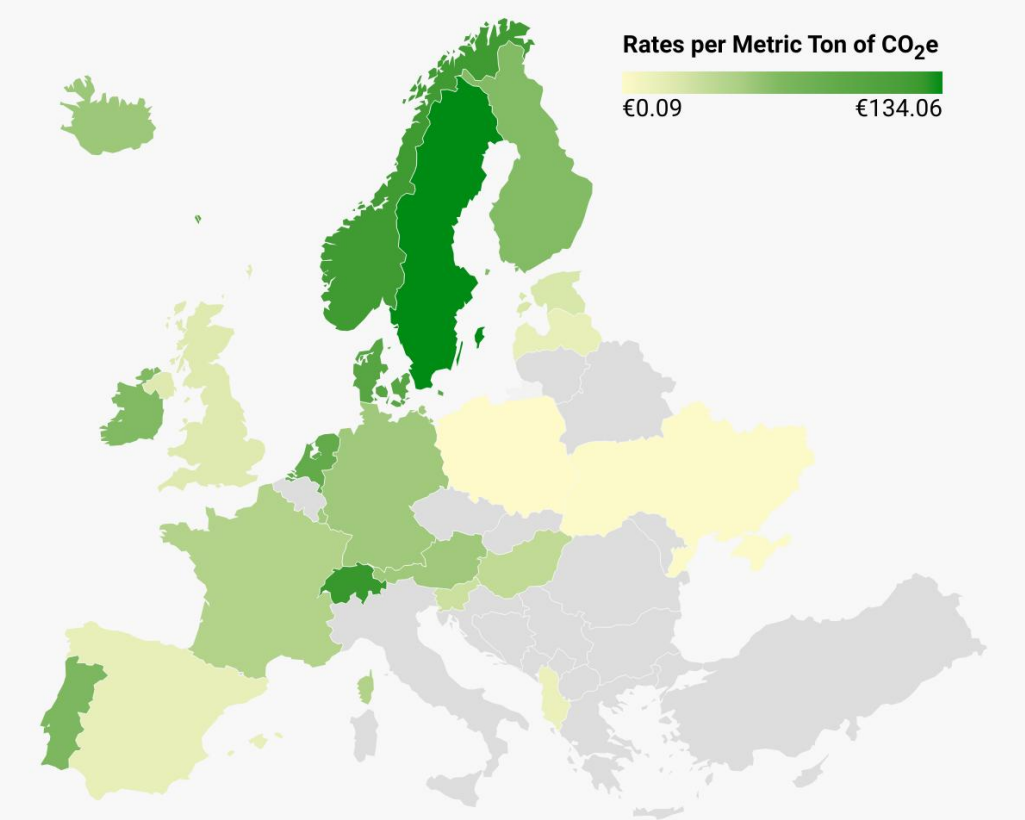 Rates per Metric Ton of CO₂e
€0.09 €134.06